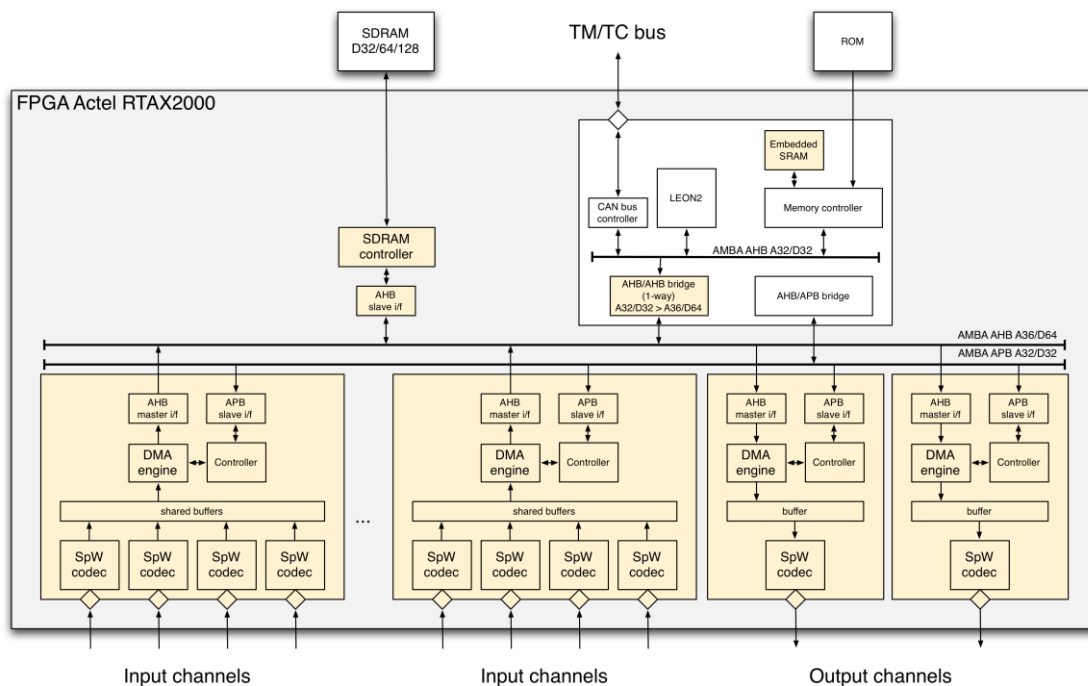 SDRAM
D32/64/128
TM/TC bus
ROM
FPGA Actel RTAX2000
Embedded
SRAM
CAN bus
controller
LEON2
Memory controller
SDRAM
controller
AMBA AHB A32/D32
AHB
slave i/f
AHB/AHB bridge
(1-way)
A32/D32 > A36/D64
AHB/APB bridge
AMBA AHB A36/D64
AMBA APB A32/D32
AHB
master i/f
APB
slave i/f
DMA
engine
Controller
shared buffers
SpW
codec
SpW
codec
SpW
codec
SpW
codec
...
AHB
master i/f
APB
slave i/f
DMA
engine
Controller
shared buffers
SpW
codec
SpW
codec
SpW
codec
SpW
codec
AHB
master i/f
APB
slave i/f
DMA
engine
Controller
buffer
SpW
codec
AHB
master i/f
APB
slave i/f
DMA
engine
Controller
buffer
SpW
codec
Input channels
Input channels
Output channels